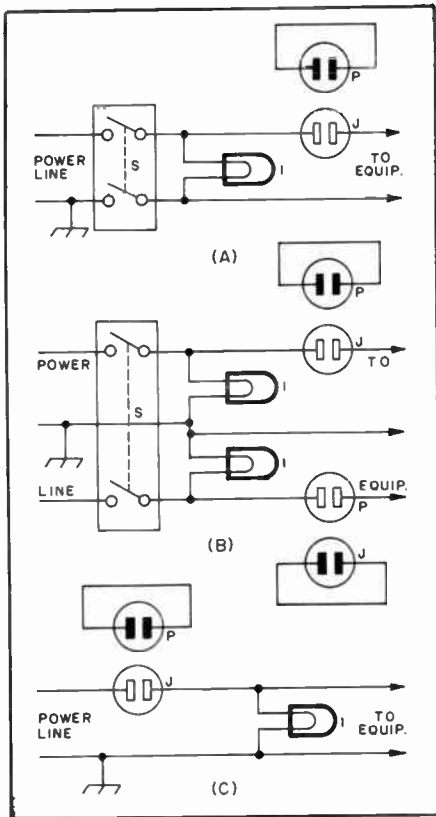 P
J
POWER LINE
S
I
TO EQUIP.
(A)
P
J
POWER
TO
S
I
I
LINE
EQUIP.
P
(B)
J
P
J
POWER LINE
I
TO EQUIP.
(C)